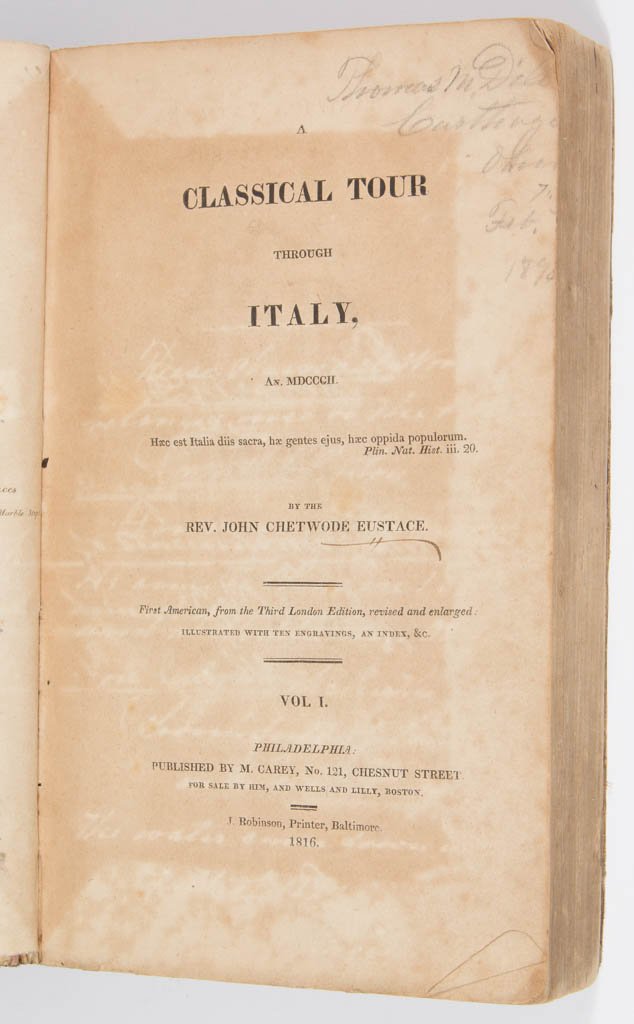 Thomas M
Carthage
Feb.
A
CLASSICAL TOUR
THROUGH
ITALY,
An. MDCCCII.
Hæc est Italia diis sacra, hæ gentes ejus, hæc oppida populorum.
Plin. Nat. Hist. iii. 20.
BY THE
REV. JOHN CHETWODE EUSTACE.
First American, from the Third London Edition, revised and enlarged:
ILLUSTRATED WITH TEN ENGRAVINGS, AN INDEX, &c.
VOL I.
PHILADELPHIA:
PUBLISHED BY M. CAREY, No. 121, CHESNUT STREET.
FOR SALE BY HIM, AND WELLS AND LILLY, BOSTON.
J. Robinson, Printer, Baltimore.
1816.